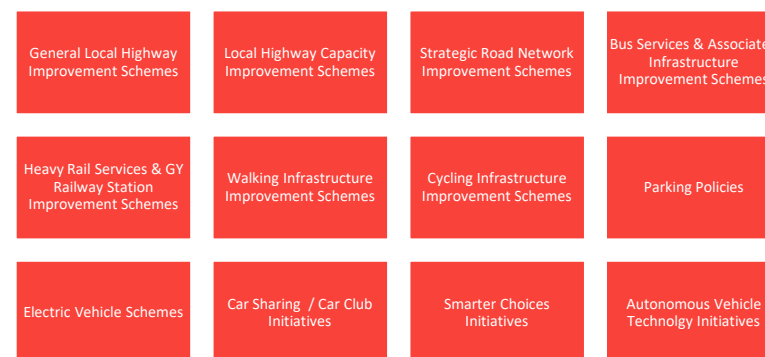 General Local Highway
Improvement Schemes
Local Highway Capacity
Improvement Schemes
Strategic Road Network
Improvement Schemes
Bus Services & Associate
Infrastructure
Improvement Schemes
Heavy Rail Services & GY
Railway Station
Improvement Schemes
Walking Infrastructure
Improvement Schemes
Cycling Infrastructure
Improvement Schemes
Parking Policies
Electric Vehicle Schemes
Car Sharing / Car Club
Initiatives
Smarter Choices
Initiatives
Autonomous Vehicle
Technolgy Initiatives